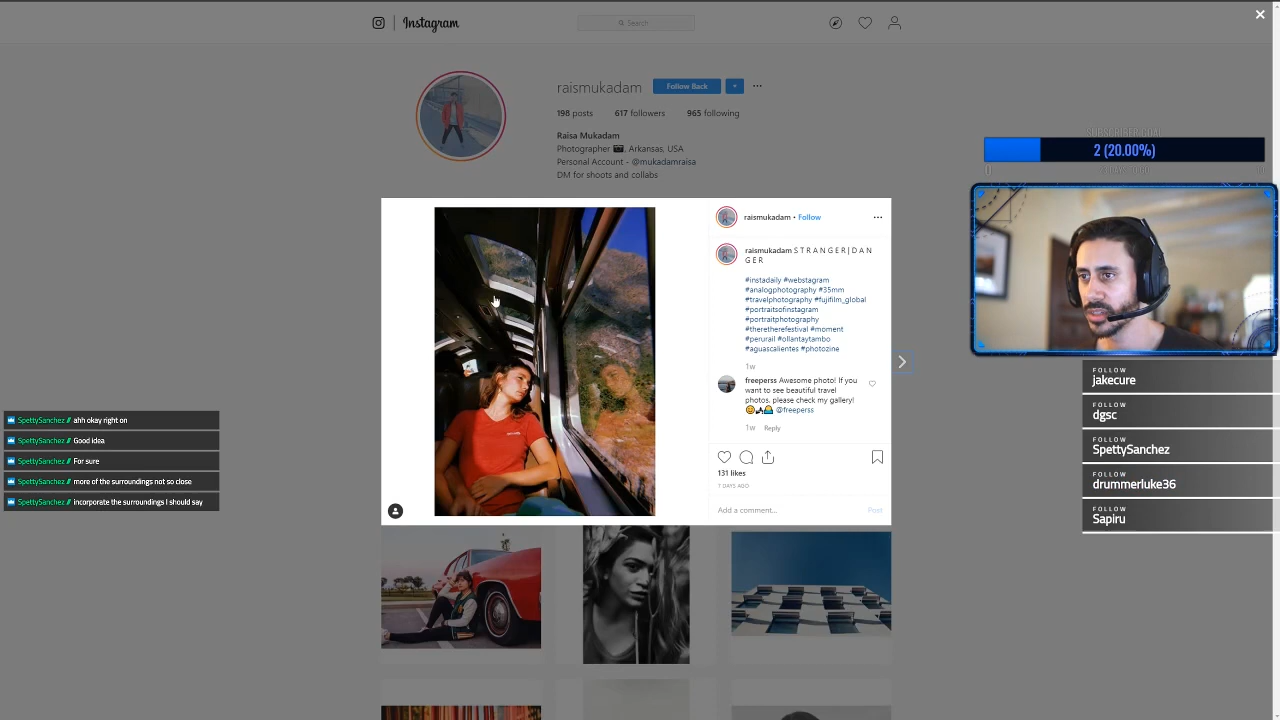 Instagram
Search
raismukadam
Follow Back
198 posts 617 followers 965 following
Raisa Mukadam
Photographer 📷, Arkansas, USA
Personal Account - @mukadamraisa
DM for shoots and collabs
raismukadam • Follow
raismukadam S T R A N G E R | D A N
G E R
#instadaily #webstagram
#analogphotography #35mm
#travelphotography #fujifilm_global
#portraitsofinstagram
#portraitphotography
#theretherefestival #moment
#perurail #ollantaytambo
#aguascalientes #photozine
1w
freeperss Awesome photo! If you
want to see beautiful travel
photos, please check my gallery!
@freeperss
1w Reply
131 likes
7 DAYS AGO
Add a comment...
Post
SpettySanchez // ahh okay right on
SpettySanchez // Good idea
SpettySanchez // For sure
SpettySanchez // more of the surroundings not so close
SpettySanchez // incorporate the surroundings I should say
SUBSCRIBER GOAL
2 (20.00%)
FOLLOW
jakecure
FOLLOW
dgsc
FOLLOW
SpettySanchez
FOLLOW
drummerluke36
FOLLOW
Sapiru